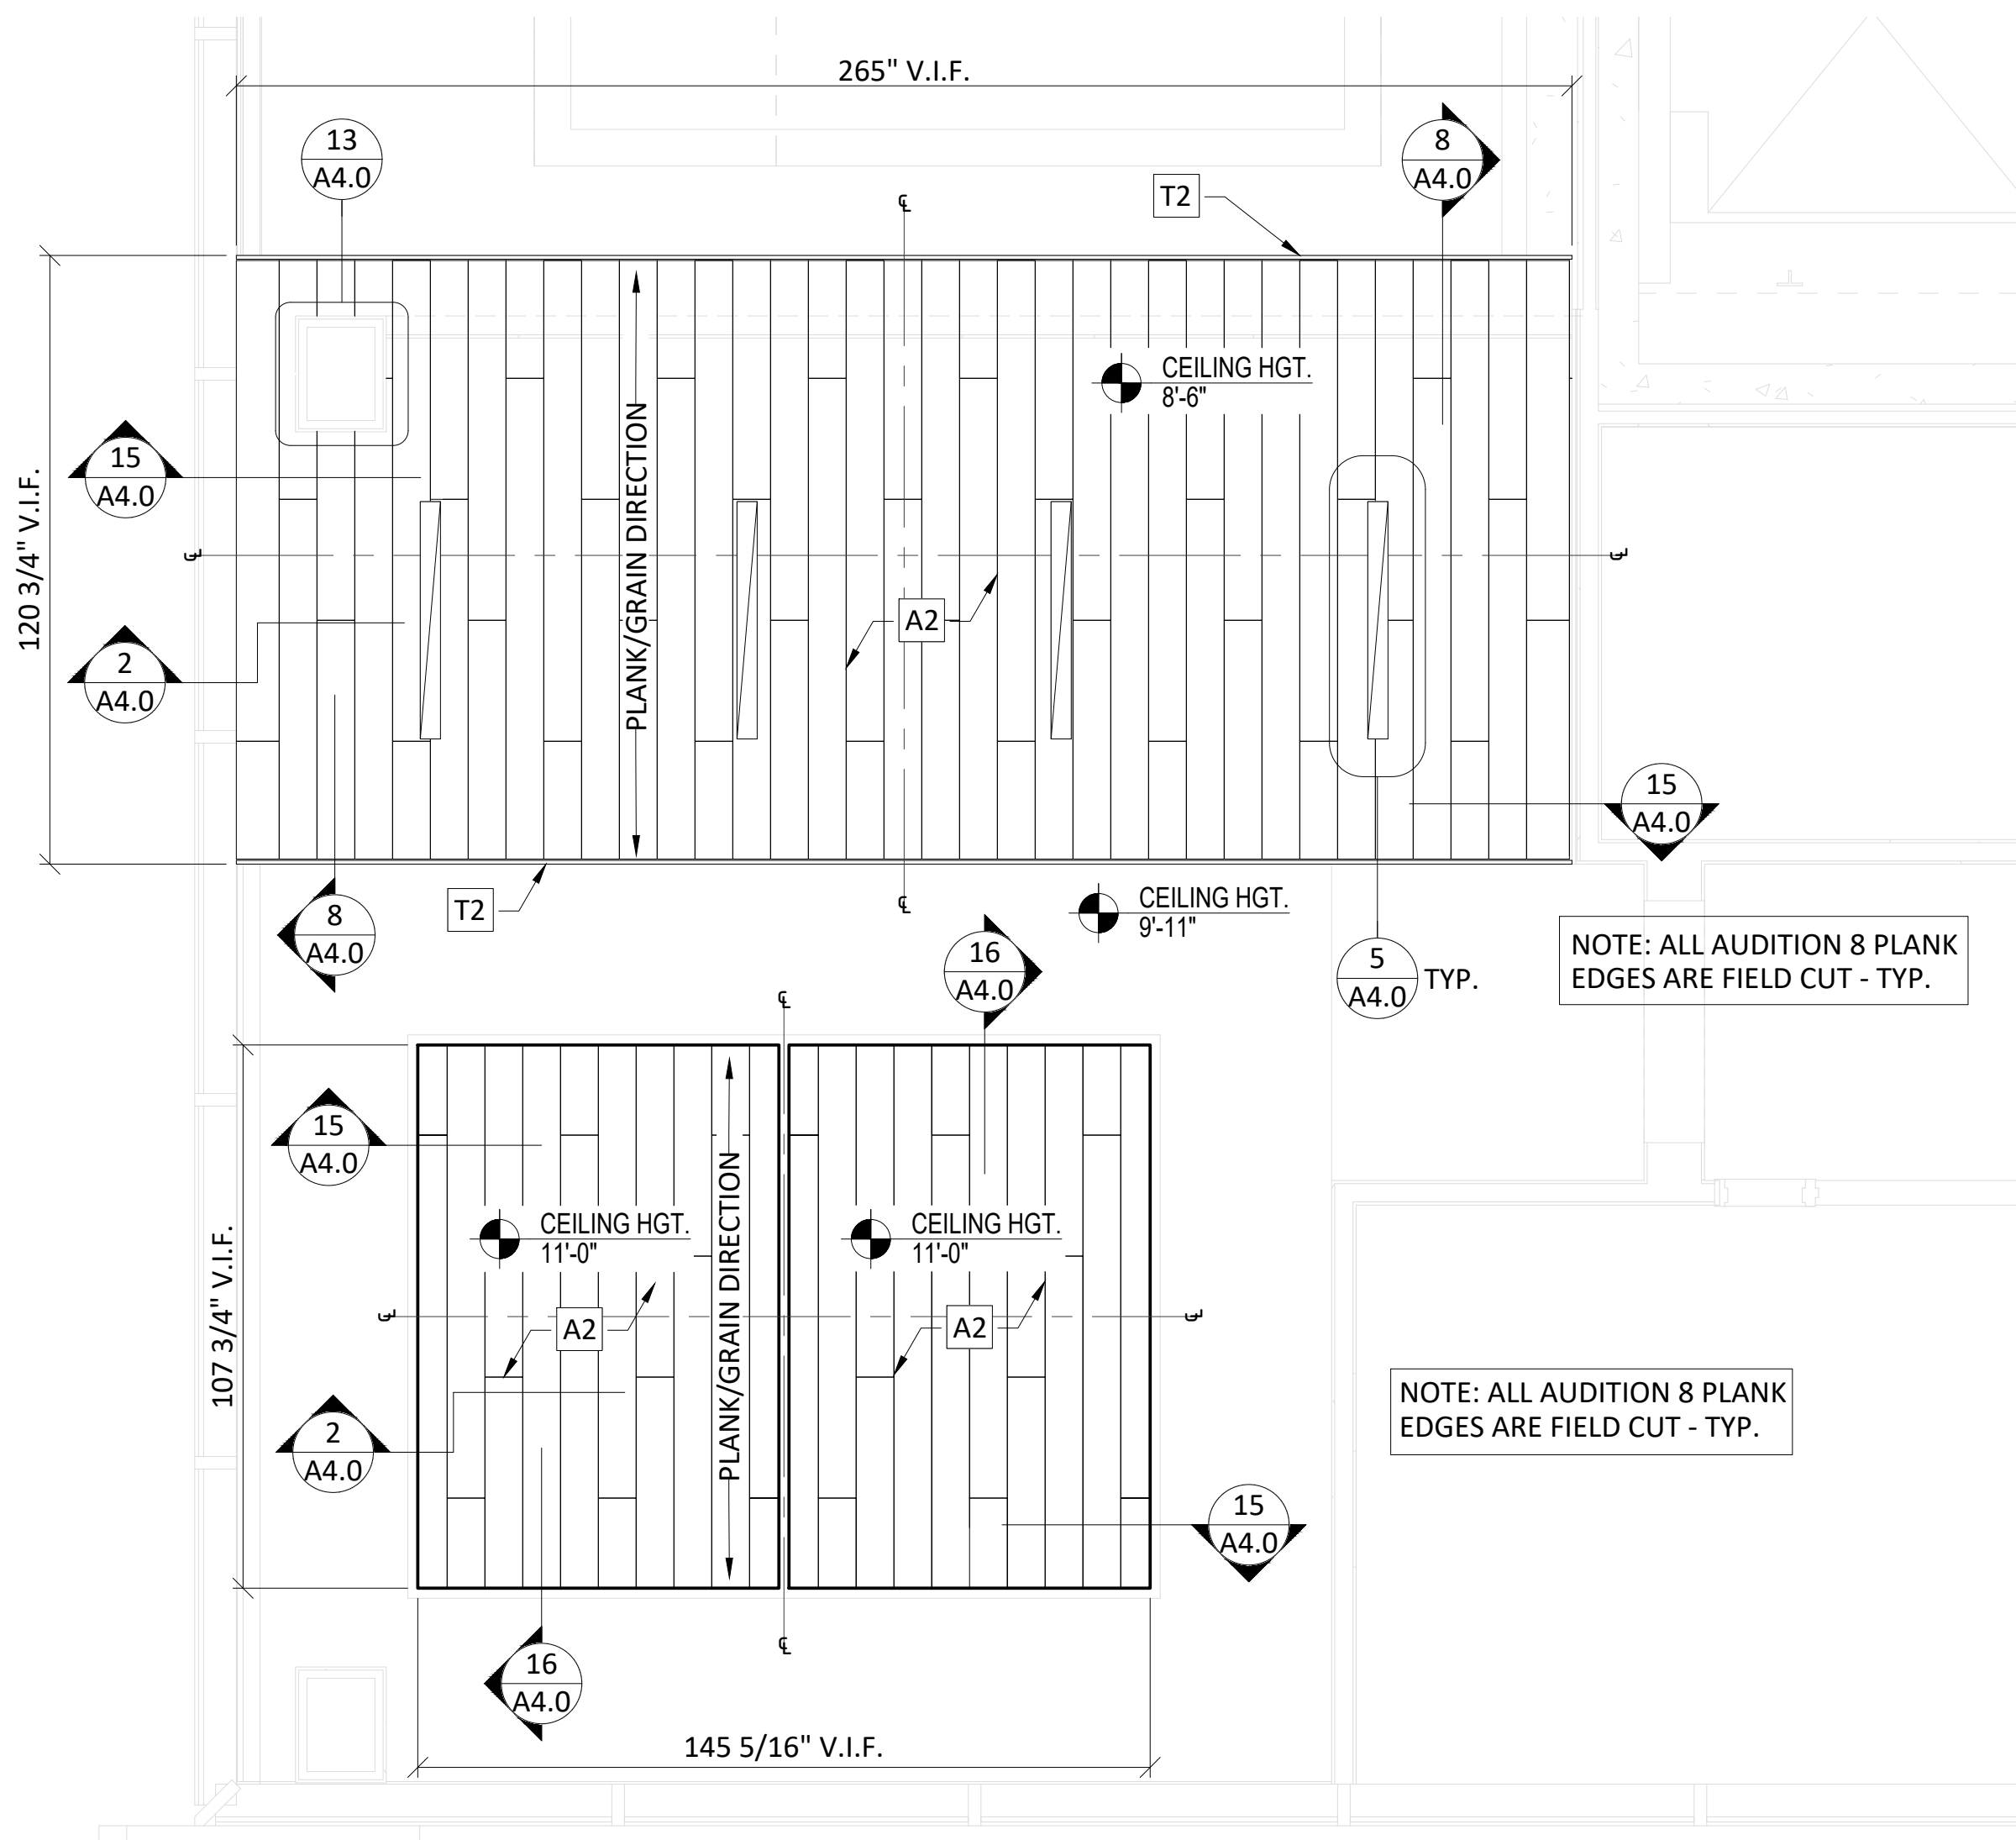 265" V.I.F.
13
A4.0
8
A4.0
T2
℄
CEILING HGT.
8'-6"
15
A4.0
PLANK/GRAIN DIRECTION
120 3/4" V.I.F.
℄
℄
A2
2
A4.0
15
A4.0
8
A4.0
T2
℄
CEILING HGT.
9'-11"
16
A4.0
5
A4.0
TYP.
NOTE: ALL AUDITION 8 PLANK
EDGES ARE FIELD CUT - TYP.
℄
15
A4.0
PLANK/GRAIN DIRECTION
CEILING HGT.
11'-0"
CEILING HGT.
11'-0"
107 3/4" V.I.F.
℄
℄
A2
A2
2
A4.0
NOTE: ALL AUDITION 8 PLANK
EDGES ARE FIELD CUT - TYP.
15
A4.0
℄
16
A4.0
145 5/16" V.I.F.